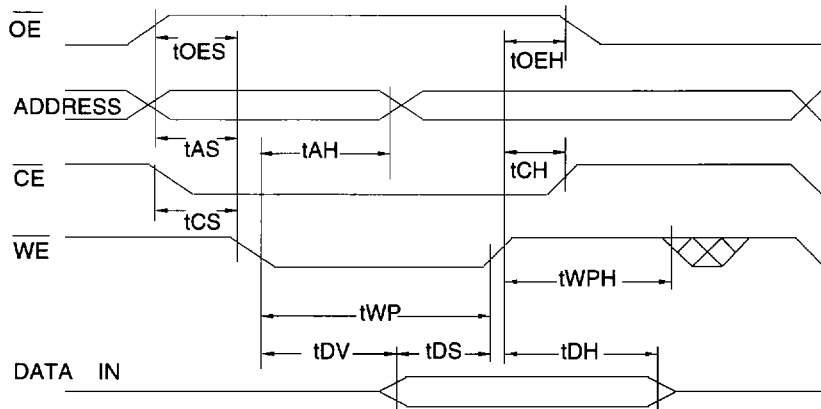 OE
tOES
tOEH
ADDRESS
tAS
tAH
tCH
CE
tCS
WE
tWPH
tWP
tDV
tDS
tDH
DATA IN